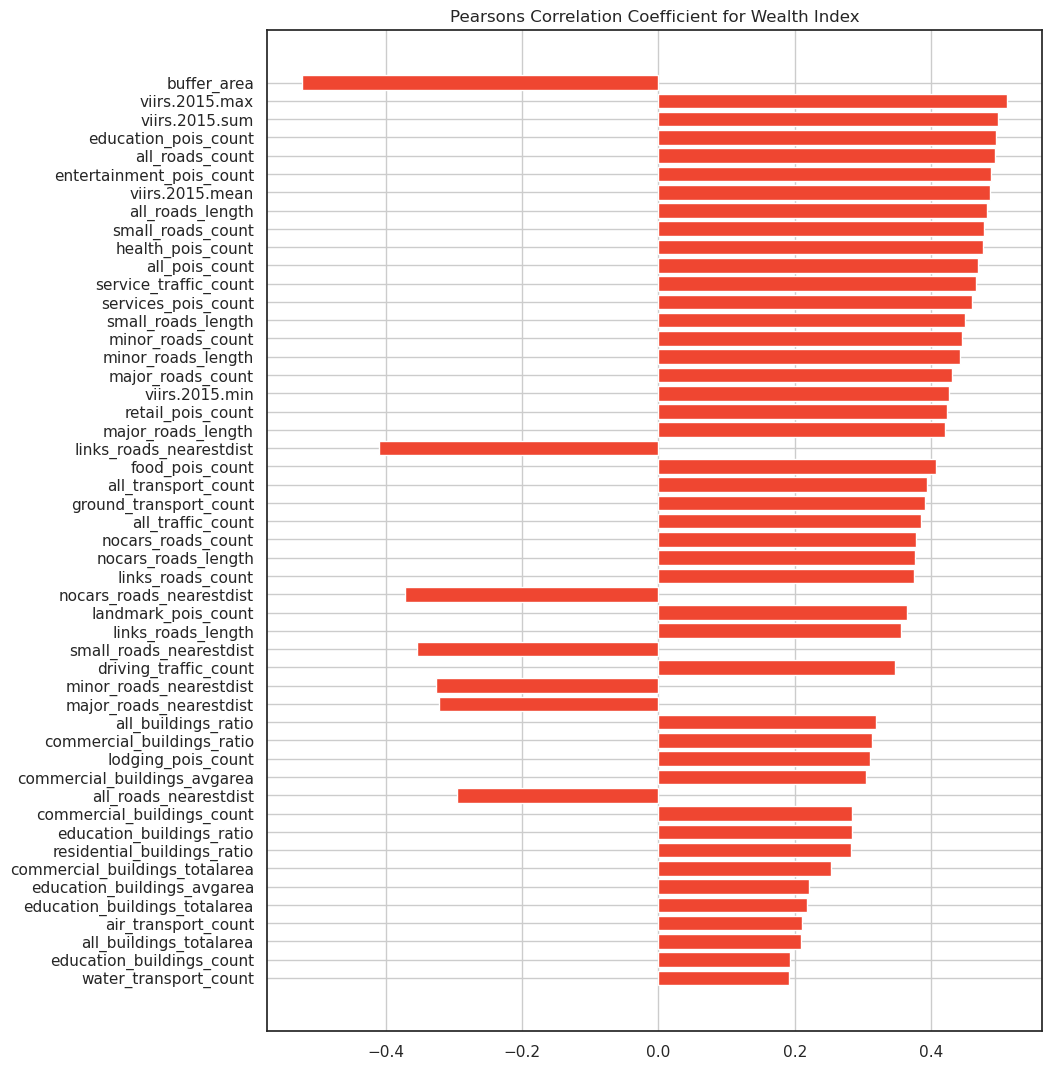 Pearsons Correlation Coefficient for Wealth Index
buffer_area
viirs.2015.max
viirs.2015.sum
education_pois_count
all_roads_count
entertainment_pois_count
viirs.2015.mean
all_roads_length
small_roads_count
health_pois_count
all_pois_count
service_traffic_count
services_pois_count
small_roads_length
minor_roads_count
minor_roads_length
major_roads_count
viirs.2015.min
retail_pois_count
major_roads_length
links_roads_nearestdist
food_pois_count
all_transport_count
ground_transport_count
all_traffic_count
nocars_roads_count
nocars_roads_length
links_roads_count
nocars_roads_nearestdist
landmark_pois_count
links_roads_length
small_roads_nearestdist
driving_traffic_count
minor_roads_nearestdist
major_roads_nearestdist
all_buildings_ratio
commercial_buildings_ratio
lodging_pois_count
commercial_buildings_avgarea
all_roads_nearestdist
commercial_buildings_count
education_buildings_ratio
residential_buildings_ratio
commercial_buildings_totalarea
education_buildings_avgarea
education_buildings_totalarea
air_transport_count
all_buildings_totalarea
education_buildings_count
water_transport_count
−0.4 −0.2 0.0 0.2 0.4